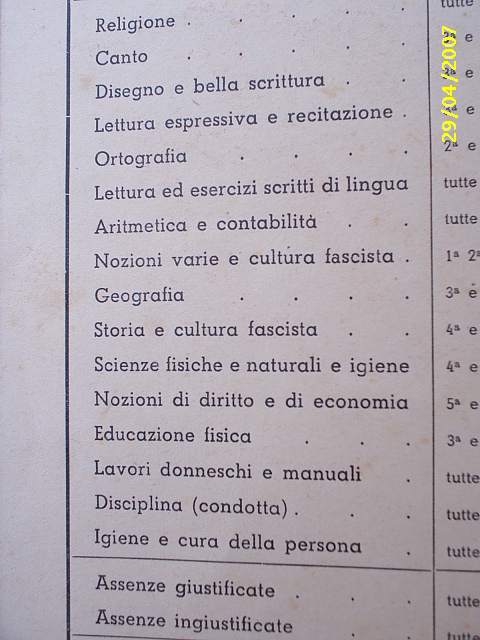 tutte
Religione . . . .
Canto . . . . e
Disegno e bella scrittura . . e
Lettura espressiva e recitazione . e
Ortografia . . . . 2ª e
Lettura ed esercizi scritti di lingua tutte
Aritmetica e contabilità . . tutte
Nozioni varie e cultura fascista . 1ª 2ª
Geografia . . . . 3ª e
Storia e cultura fascista . . 4ª e
Scienze fisiche e naturali e igiene 4ª e
Nozioni di diritto e di economia 5ª e
Educazione fisica . . . 3ª e
Lavori donneschi e manuali . tutte
Disciplina (condotta) . . . tutte
Igiene e cura della persona . tutte
Assenze giustificate . . . tutte
Assenze ingiustificate tutte
29/04/2007